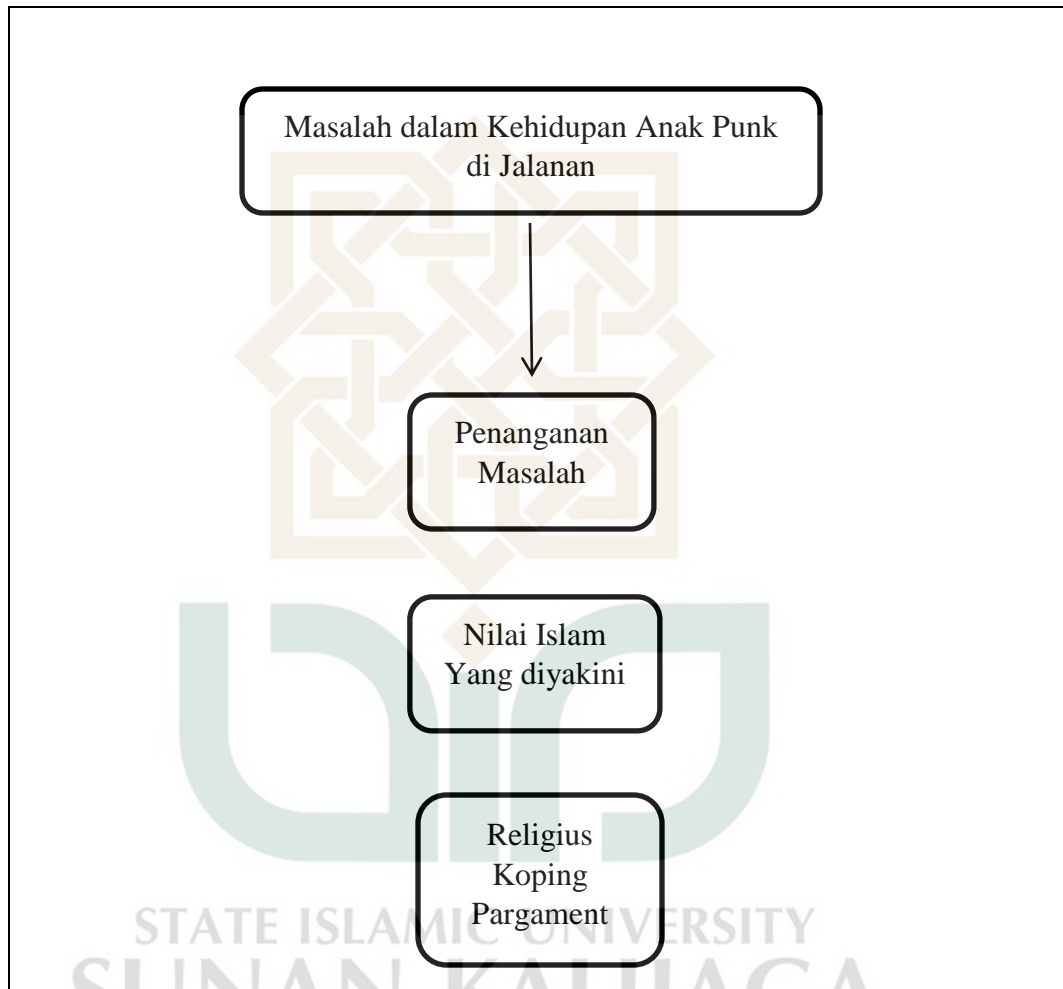 Masalah dalam Kehidupan Anak Punk
di Jalanan
Penanganan
Masalah
Nilai Islam
Yang diyakini
Religius
Koping
Pargament
STATE ISLAMIC UNIVERSITY
SUNAN KALIJAGA